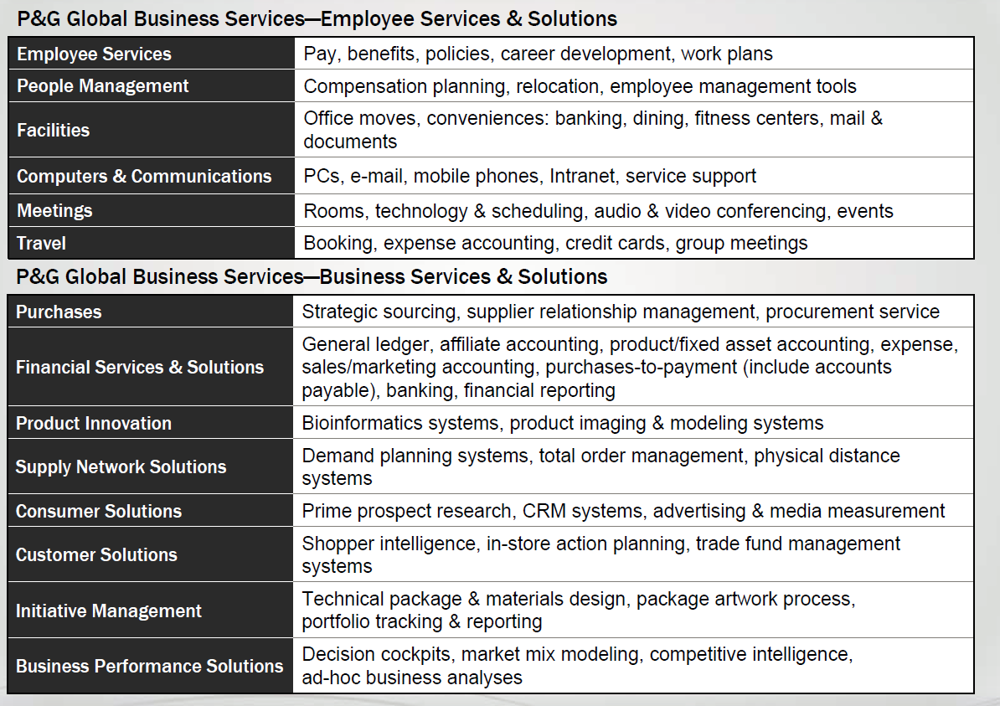 P&G Global Business Services—Employee Services & Solutions
Employee Services
Pay, benefits, policies, career development, work plans
People Management
Compensation planning, relocation, employee management tools
Facilities
Office moves, conveniences: banking, dining, fitness centers, mail &
documents
Computers & Communications
PCs, e-mail, mobile phones, Intranet, service support
Meetings
Rooms, technology & scheduling, audio & video conferencing, events
Travel
Booking, expense accounting, credit cards, group meetings
P&G Global Business Services—Business Services & Solutions
Purchases
Strategic sourcing, supplier relationship management, procurement service
Financial Services & Solutions
General ledger, affiliate accounting, product/fixed asset accounting, expense,
sales/marketing accounting, purchases-to-payment (include accounts
payable), banking, financial reporting
Product Innovation
Bioinformatics systems, product imaging & modeling systems
Supply Network Solutions
Demand planning systems, total order management, physical distance
systems
Consumer Solutions
Prime prospect research, CRM systems, advertising & media measurement
Customer Solutions
Shopper intelligence, in-store action planning, trade fund management
systems
Initiative Management
Technical package & materials design, package artwork process,
portfolio tracking & reporting
Business Performance Solutions
Decision cockpits, market mix modeling, competitive intelligence,
ad-hoc business analyses